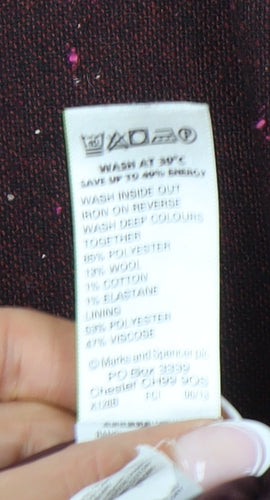 WASH AT 30°C
SAVE UP TO 40% ENERGY
WASH INSIDE OUT
IRON ON REVERSE
WASH DEEP COLOURS
TOGETHER
POLYESTER
WOOL
1% COTTON
1% ELASTANE
LINING
53% POLYESTER
47% VISCOSE
© Marks and Spencer plc
PO Box 3339
Chester CH99 9QS